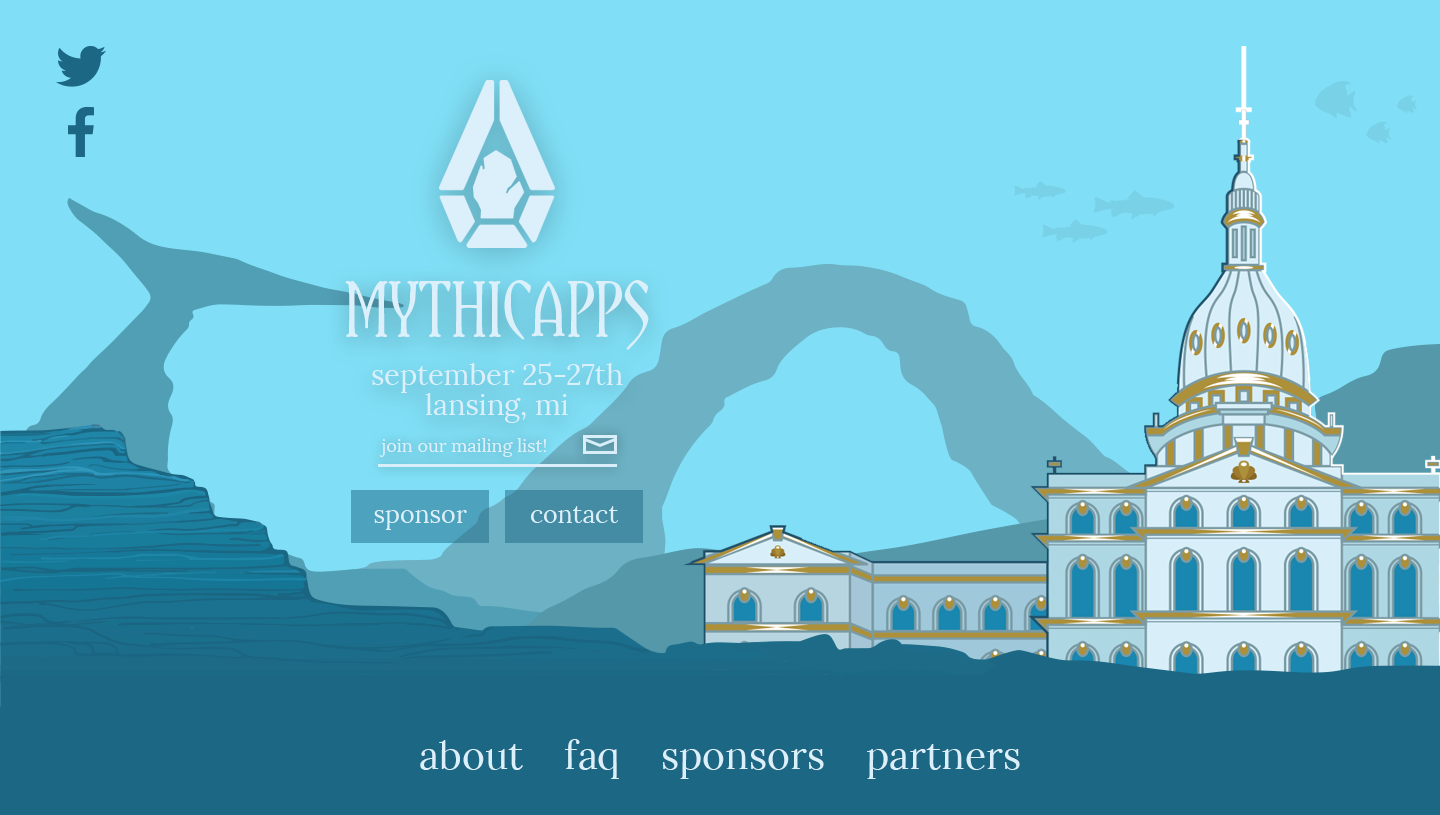 MYTHICAPPS
september 25-27th
lansing, mi
join our mailing list!
sponsor contact
about faq sponsors partners